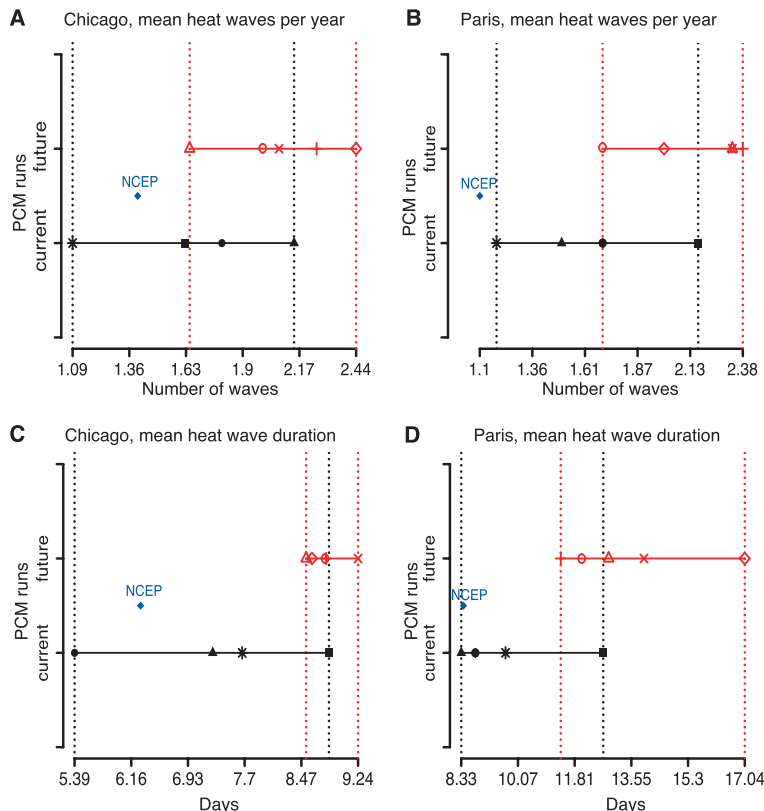 A Chicago, mean heat waves per year
PCM runs
current future
NCEP
1.09 1.36 1.63 1.9 2.17 2.44
Number of waves
B Paris, mean heat waves per year
PCM runs
current future
NCEP
1.1 1.36 1.61 1.87 2.13 2.38
Number of waves
C Chicago, mean heat wave duration
PCM runs
current future
NCEP
5.39 6.16 6.93 7.7 8.47 9.24
Days
D Paris, mean heat wave duration
PCM runs
current future
NCEP
8.33 10.07 11.81 13.55 15.3 17.04
Days